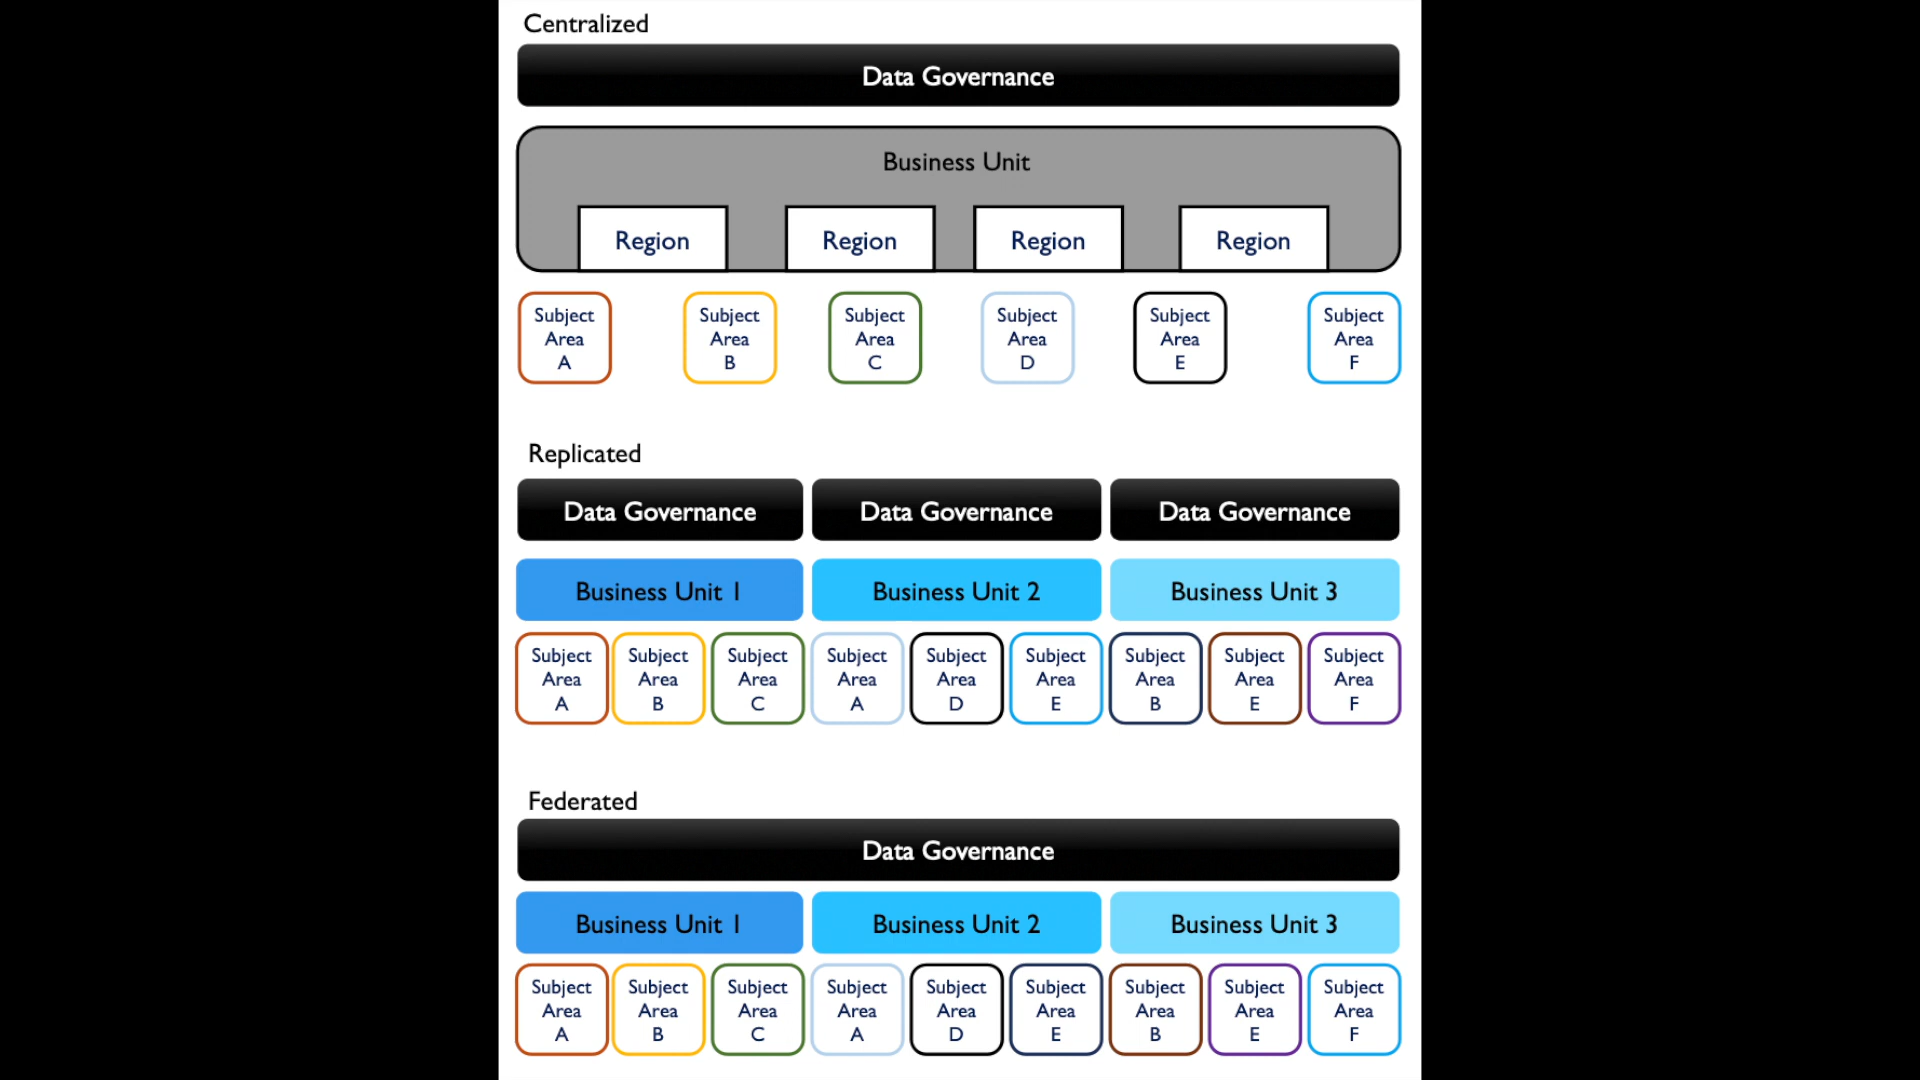 Centralized
Data Governance
Business Unit
Region Region Region Region
Subject Subject Subject Subject Subject Subject
Area Area Area Area Area Area
A B C D E F
Replicated
Data Governance Data Governance Data Governance
Business Unit 1 Business Unit 2 Business Unit 3
Subject Subject Subject Subject Subject Subject Subject Subject Subject
Area Area Area Area Area Area Area Area Area
A B C A D E B E F
Federated
Data Governance
Business Unit 1 Business Unit 2 Business Unit 3
Subject Subject Subject Subject Subject Subject Subject Subject Subject
Area Area Area Area Area Area Area Area Area
A B C A D E B E F